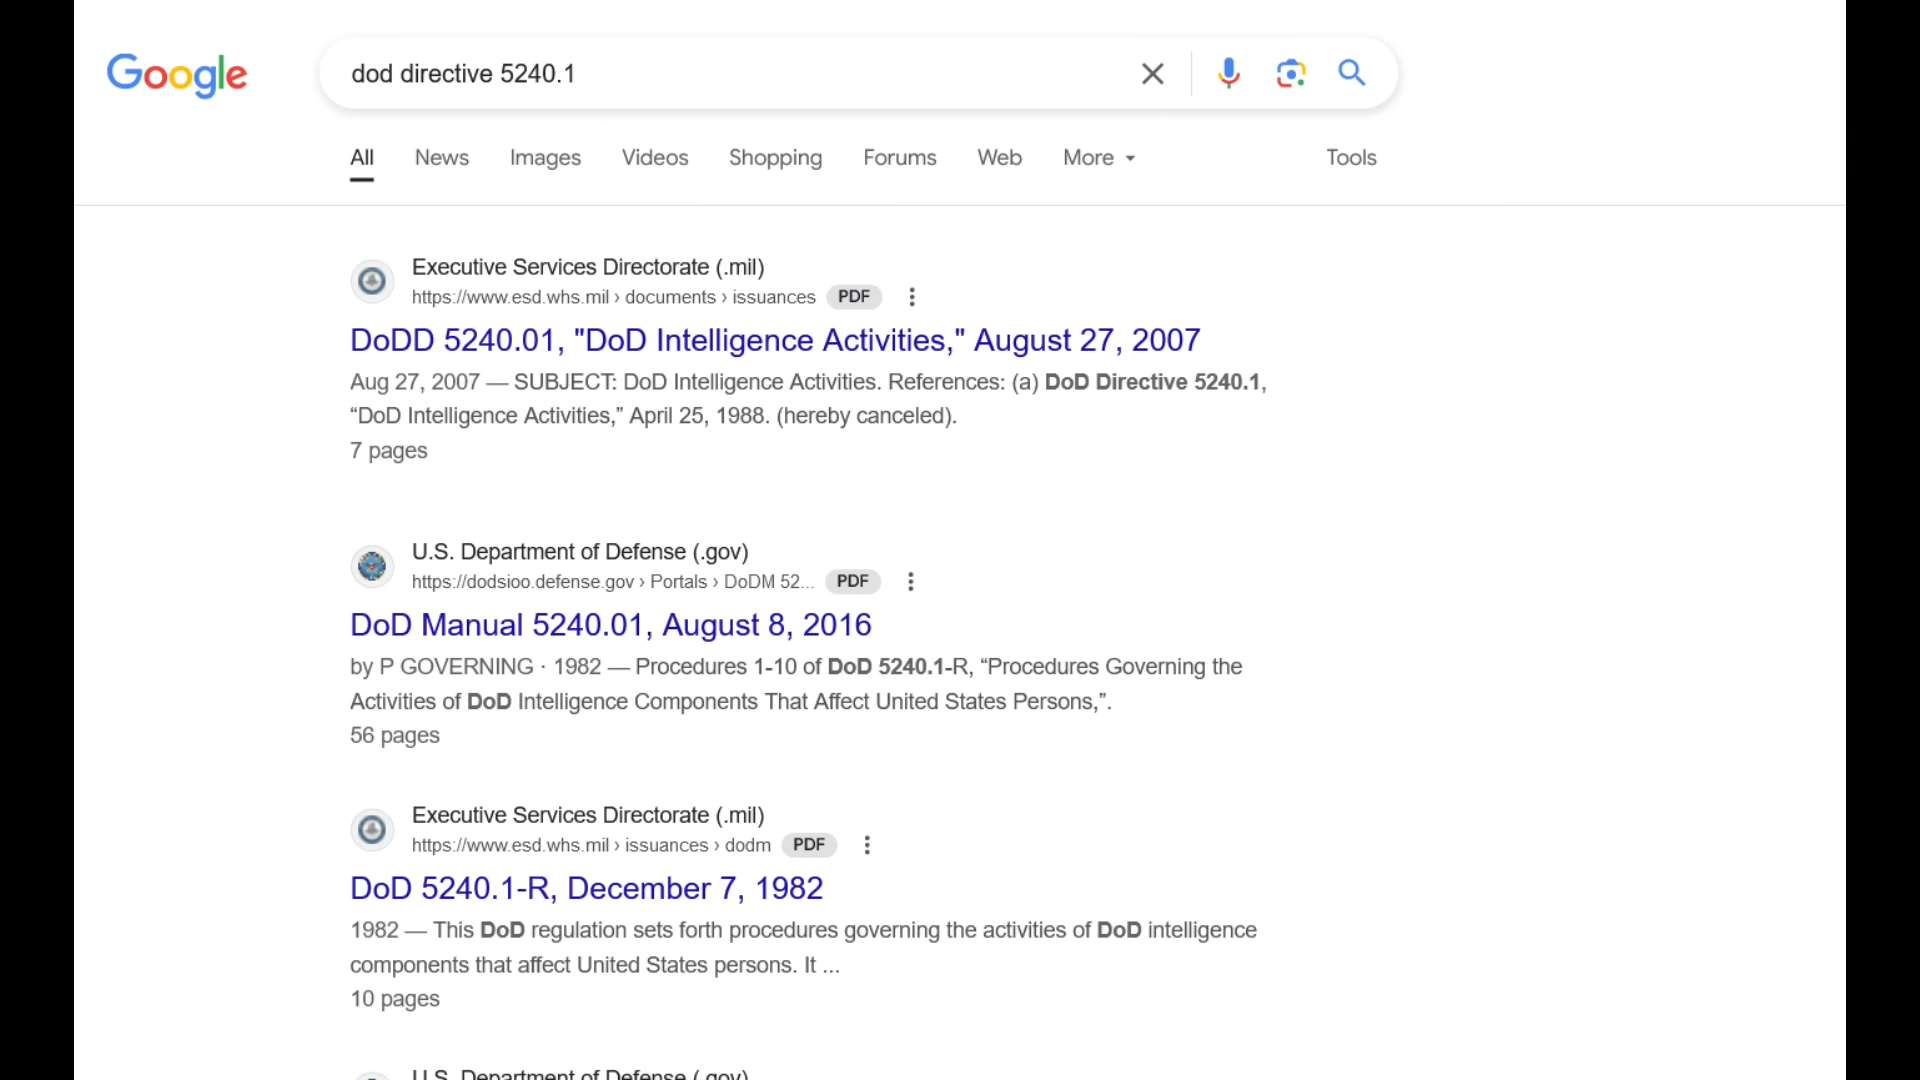 Google
dod directive 5240.1
All News Images Videos Shopping Forums Web More Tools
Executive Services Directorate (.mil)
https://www.esd.whs.mil › documents › issuances PDF
DoDD 5240.01, "DoD Intelligence Activities," August 27, 2007
Aug 27, 2007 — SUBJECT: DoD Intelligence Activities. References: (a) DoD Directive 5240.1,
“DoD Intelligence Activities,” April 25, 1988. (hereby canceled).
7 pages
U.S. Department of Defense (.gov)
https://dodsioo.defense.gov › Portals › DoDM 52... PDF
DoD Manual 5240.01, August 8, 2016
by P GOVERNING · 1982 — Procedures 1-10 of DoD 5240.1-R, “Procedures Governing the
Activities of DoD Intelligence Components That Affect United States Persons,”.
56 pages
Executive Services Directorate (.mil)
https://www.esd.whs.mil › issuances › dodm PDF
DoD 5240.1-R, December 7, 1982
1982 — This DoD regulation sets forth procedures governing the activities of DoD intelligence
components that affect United States persons. It ...
10 pages
U.S. Department of Defense (.gov)